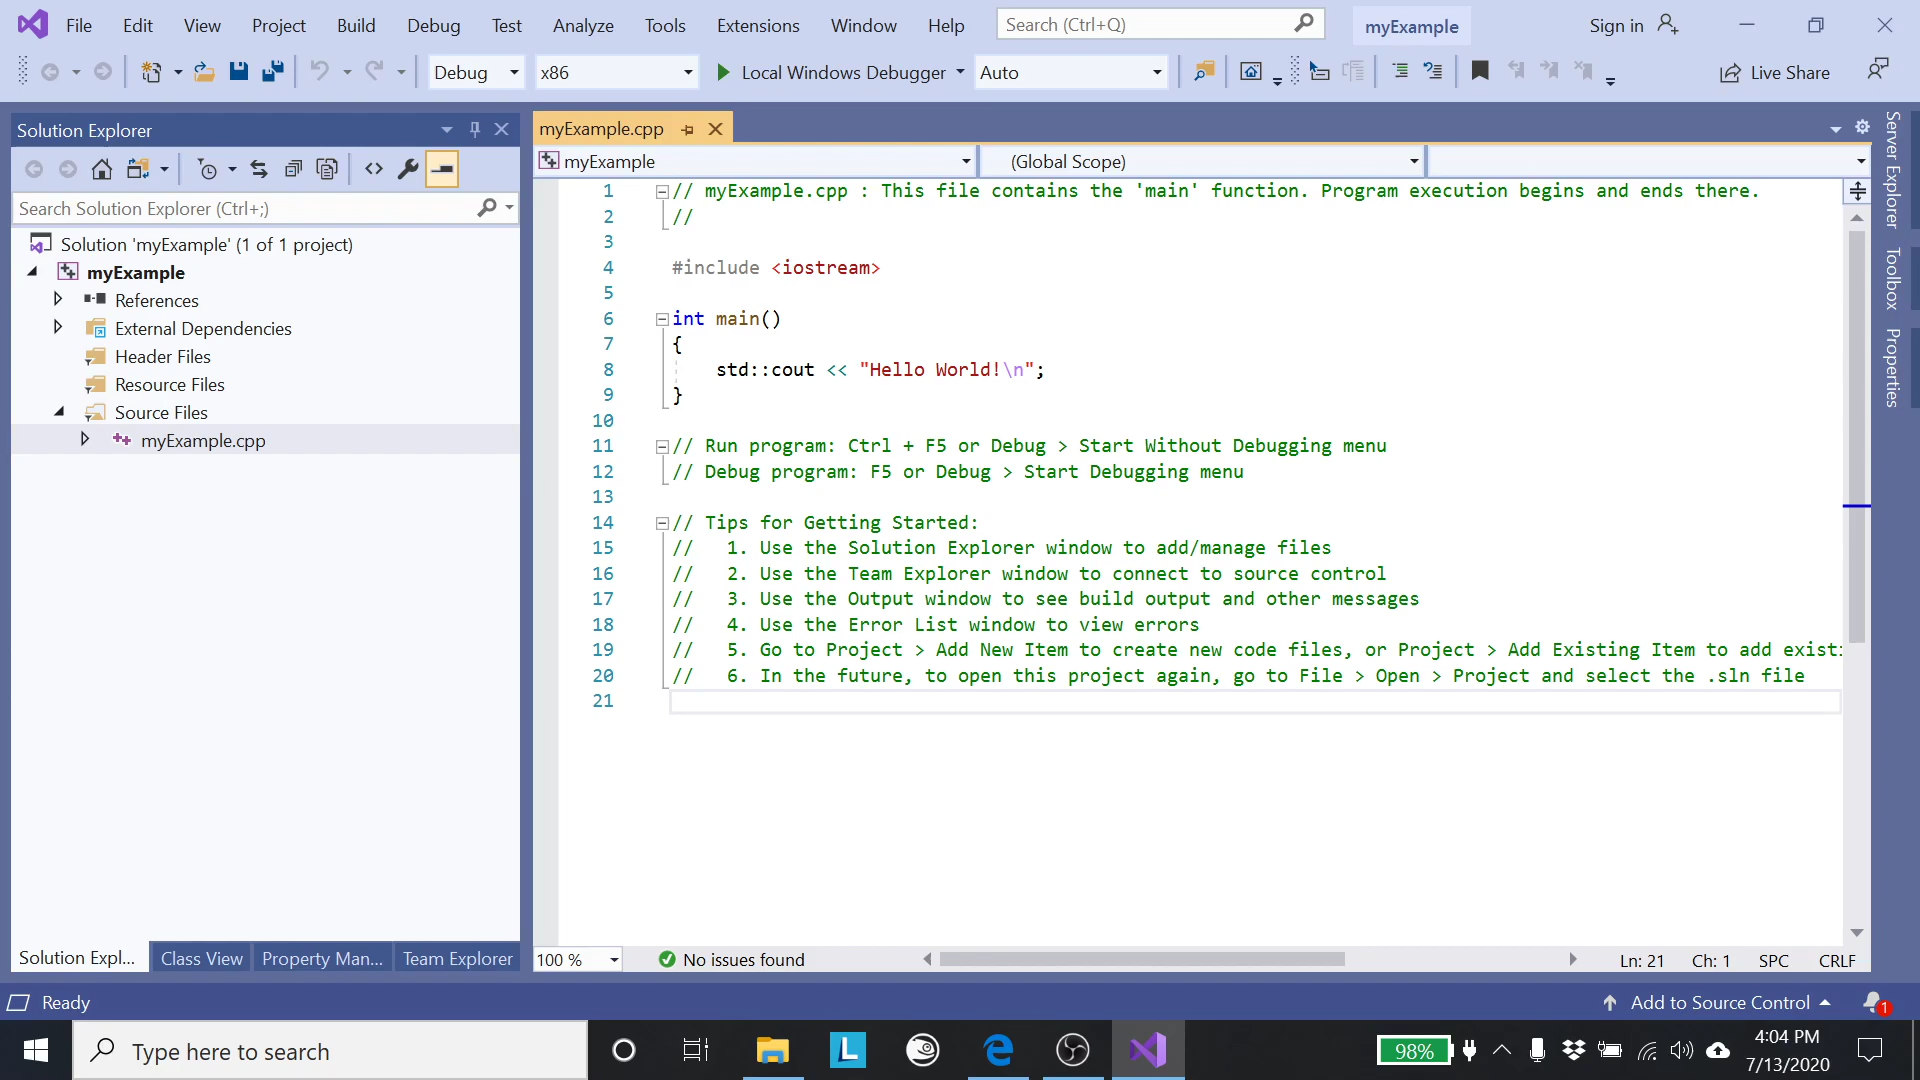 File Edit View Project Build Debug Test Analyze Tools Extensions Window Help Search (Ctrl+Q) myExample Sign in
Debug x86 Local Windows Debugger Auto Live Share
Solution Explorer
Search Solution Explorer (Ctrl+;)
Solution 'myExample' (1 of 1 project)
myExample
References
External Dependencies
Header Files
Resource Files
Source Files
myExample.cpp
Solution Expl... Class View Property Man... Team Explorer
myExample.cpp
myExample (Global Scope)
1 // myExample.cpp : This file contains the 'main' function. Program execution begins and ends there.
2 //
3
4 #include <iostream>
5
6 int main()
7 {
8 std::cout << "Hello World!\n";
9 }
10
11 // Run program: Ctrl + F5 or Debug > Start Without Debugging menu
12 // Debug program: F5 or Debug > Start Debugging menu
13
14 // Tips for Getting Started:
15 // 1. Use the Solution Explorer window to add/manage files
16 // 2. Use the Team Explorer window to connect to source control
17 // 3. Use the Output window to see build output and other messages
18 // 4. Use the Error List window to view errors
19 // 5. Go to Project > Add New Item to create new code files, or Project > Add Existing Item to add existi
20 // 6. In the future, to open this project again, go to File > Open > Project and select the .sln file
21
100 % No issues found Ln: 21 Ch: 1 SPC CRLF
Server Explorer
Toolbox
Properties
Ready Add to Source Control 1
Type here to search L 98% 4:04 PM
7/13/2020